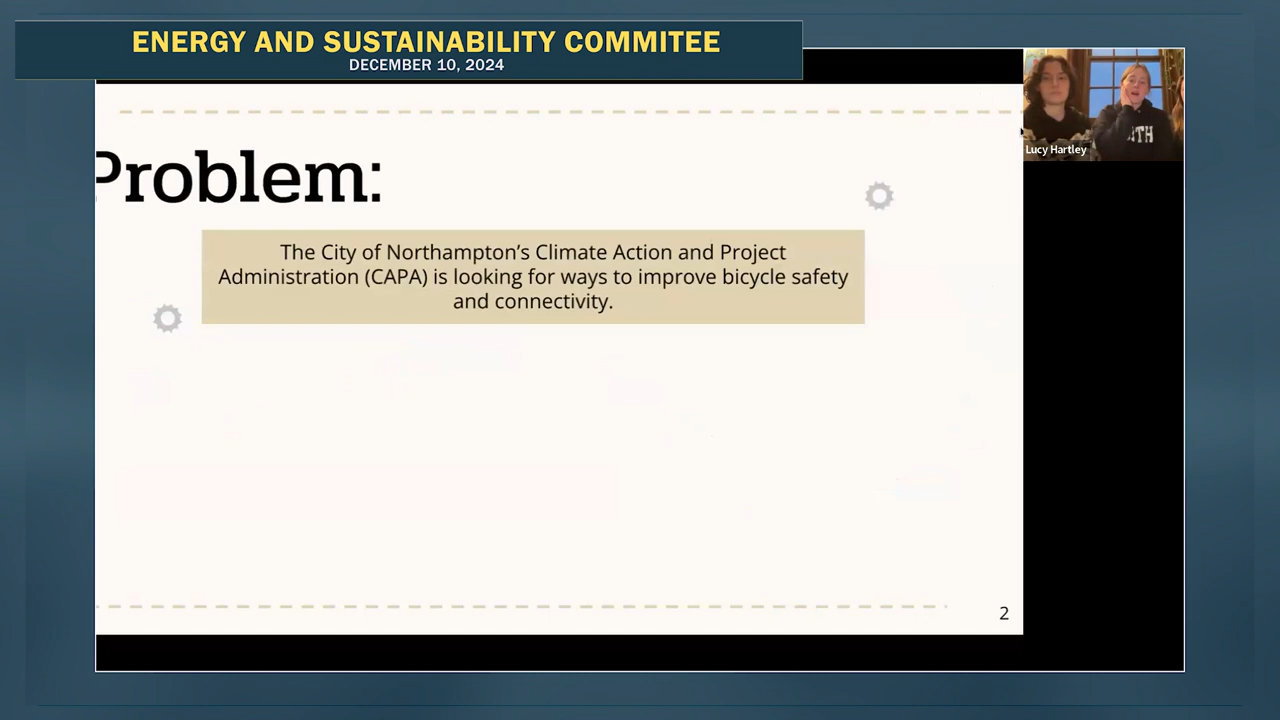 ENERGY AND SUSTAINABILITY COMMITEE
DECEMBER 10, 2024
Problem:
The City of Northampton's Climate Action and Project
Administration (CAPA) is looking for ways to improve bicycle safety
and connectivity.
2
Lucy Hartley